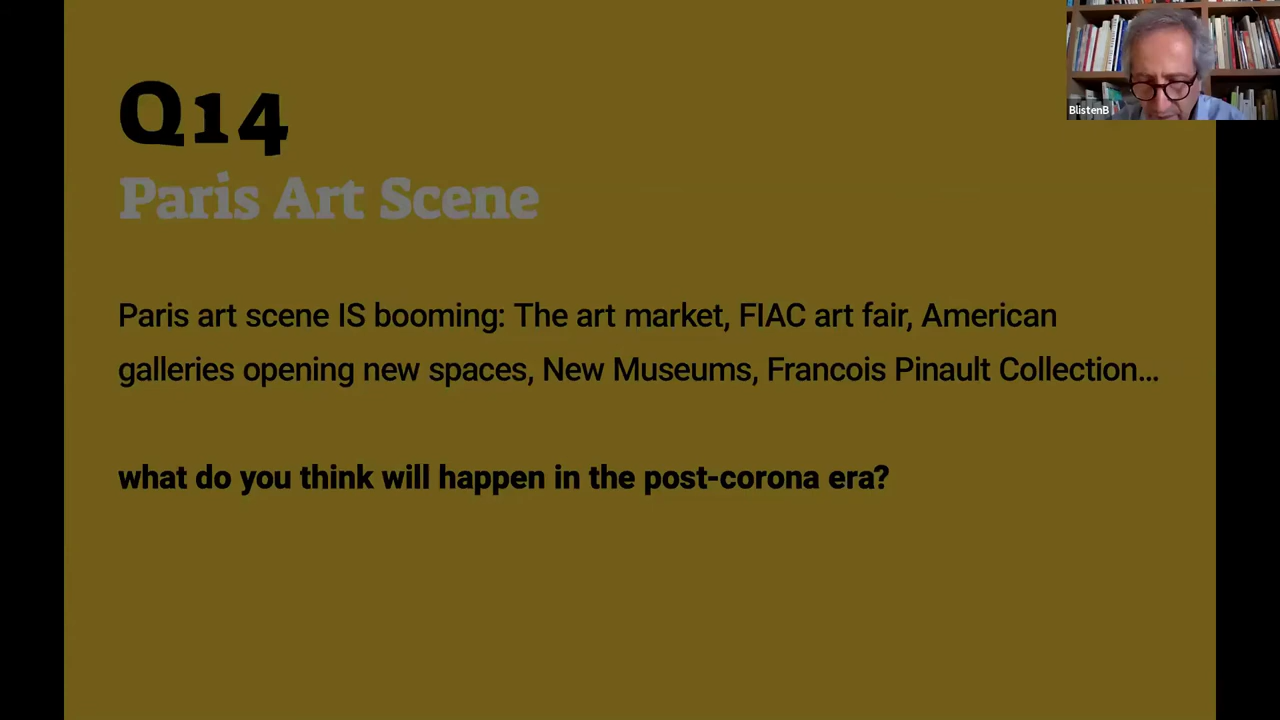 Q14
Paris Art Scene
Paris art scene IS booming: The art market, FIAC art fair, American
galleries opening new spaces, New Museums, Francois Pinault Collection...
what do you think will happen in the post-corona era?
BlistenB